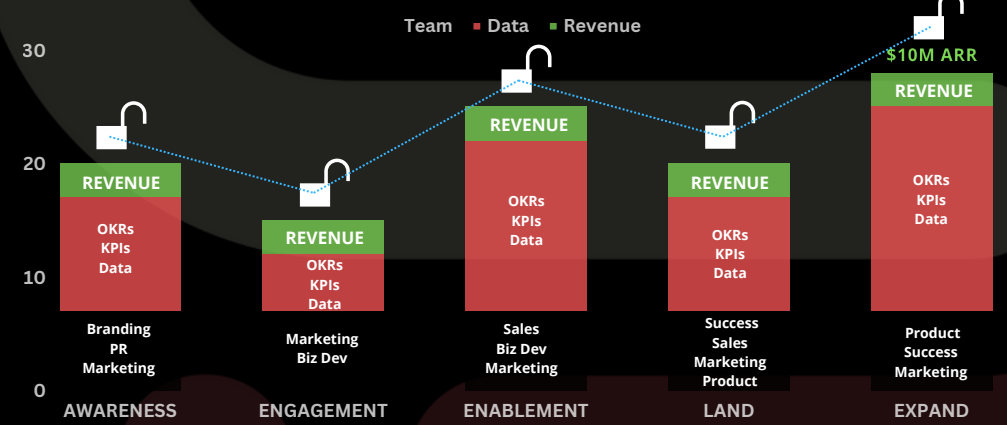 Team Data Revenue
30
20
10
0
REVENUE
OKRs
KPIs
Data
Branding
PR
Marketing
AWARENESS
REVENUE
OKRs
KPIs
Data
Marketing
Biz Dev
ENGAGEMENT
REVENUE
OKRs
KPIs
Data
Sales
Biz Dev
Marketing
ENABLEMENT
REVENUE
OKRs
KPIs
Data
Success
Sales
Marketing
Product
LAND
$10M ARR
REVENUE
OKRs
KPIs
Data
Product
Success
Marketing
EXPAND